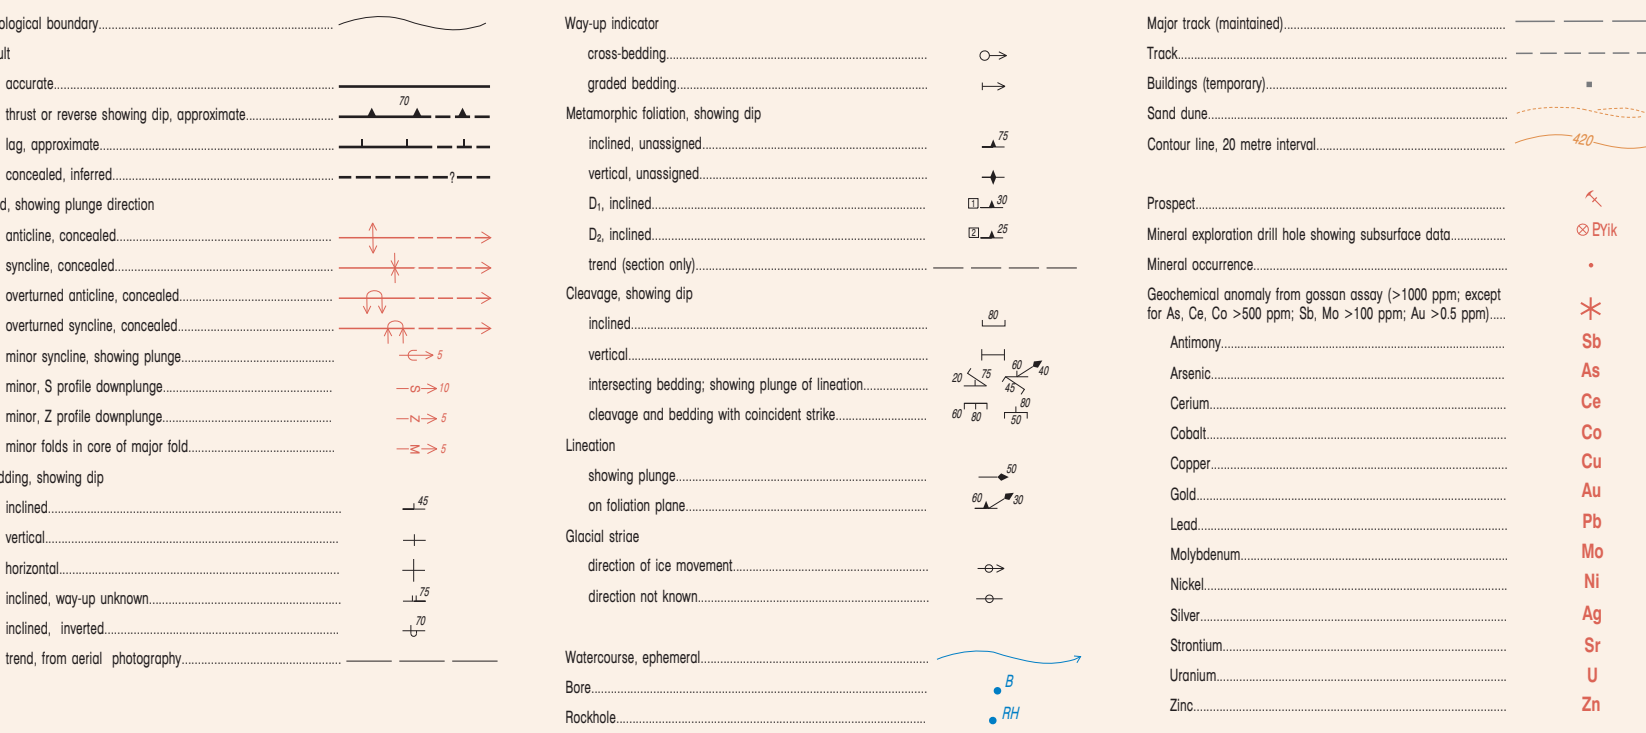 ological boundary
ult
accurate
70
thrust or reverse showing dip, approximate
lag, approximate
concealed, inferred ?
d, showing plunge direction
anticline, concealed
syncline, concealed
overturned anticline, concealed
overturned syncline, concealed
minor syncline, showing plunge 5
minor, S profile downplunge S 10
minor, Z profile downplunge Z 5
minor folds in core of major fold M 5
dding, showing dip
inclined 45
vertical
horizontal
inclined, way-up unknown 75
inclined, inverted 70
trend, from aerial photography
Way-up indicator
cross-bedding
graded bedding
Metamorphic foliation, showing dip
inclined, unassigned 75
vertical, unassigned
D₁, inclined 1 30
D₂, inclined 2 25
trend (section only)
Cleavage, showing dip
inclined 80
vertical
intersecting bedding; showing plunge of lineation 20 75 60 40 45
cleavage and bedding with coincident strike 60 80 80 50
Lineation
showing plunge 50
on foliation plane 60 30
Glacial striae
direction of ice movement
direction not known
Watercourse, ephemeral
Bore B
Rockhole RH
Major track (maintained)
Track
Buildings (temporary)
Sand dune
Contour line, 20 metre interval 420
Prospect
Mineral exploration drill hole showing subsurface data PYik
Mineral occurrence
Geochemical anomaly from gossan assay (>1000 ppm; except
for As, Ce, Co >500 ppm; Sb, Mo >100 ppm; Au >0.5 ppm)
Antimony Sb
Arsenic As
Cerium Ce
Cobalt Co
Copper Cu
Gold Au
Lead Pb
Molybdenum Mo
Nickel Ni
Silver Ag
Strontium Sr
Uranium U
Zinc Zn